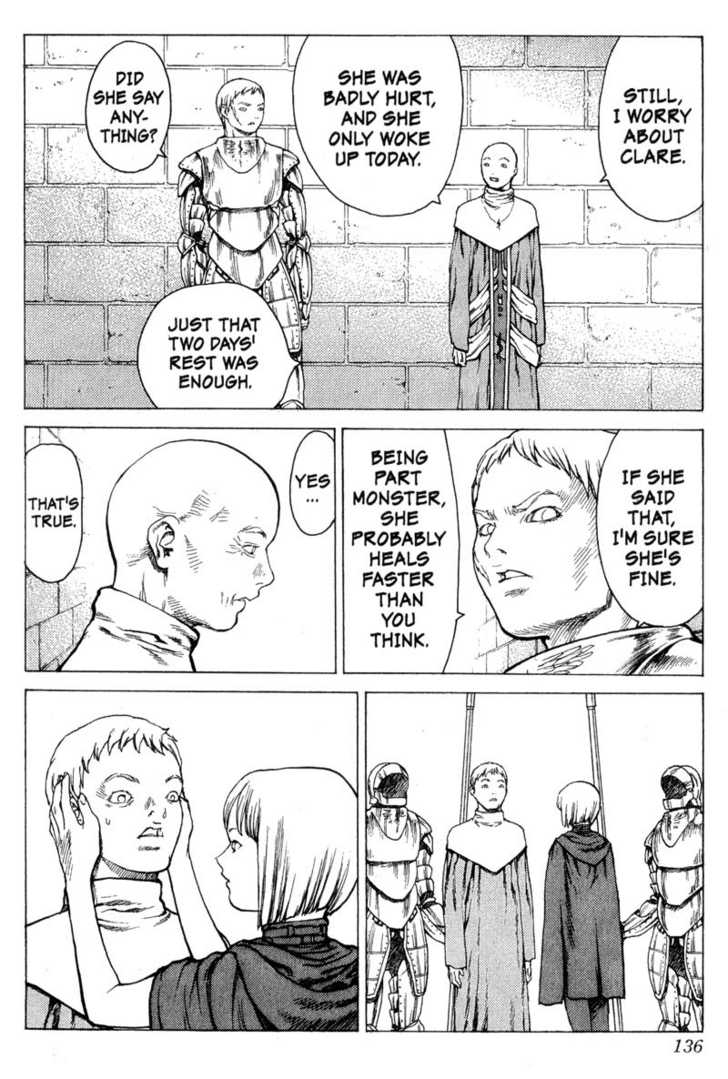 STILL,
I WORRY
ABOUT
CLARE.
SHE WAS
BADLY HURT,
AND SHE
ONLY WOKE
UP TODAY.
DID
SHE SAY
ANY-
THING?
JUST THAT
TWO DAYS'
REST WAS
ENOUGH.
IF SHE
SAID
THAT,
I'M SURE
SHE'S
FINE.
BEING
PART
MONSTER,
SHE
PROBABLY
HEALS
FASTER
THAN
YOU
THINK.
YES
...
THAT'S
TRUE.
136